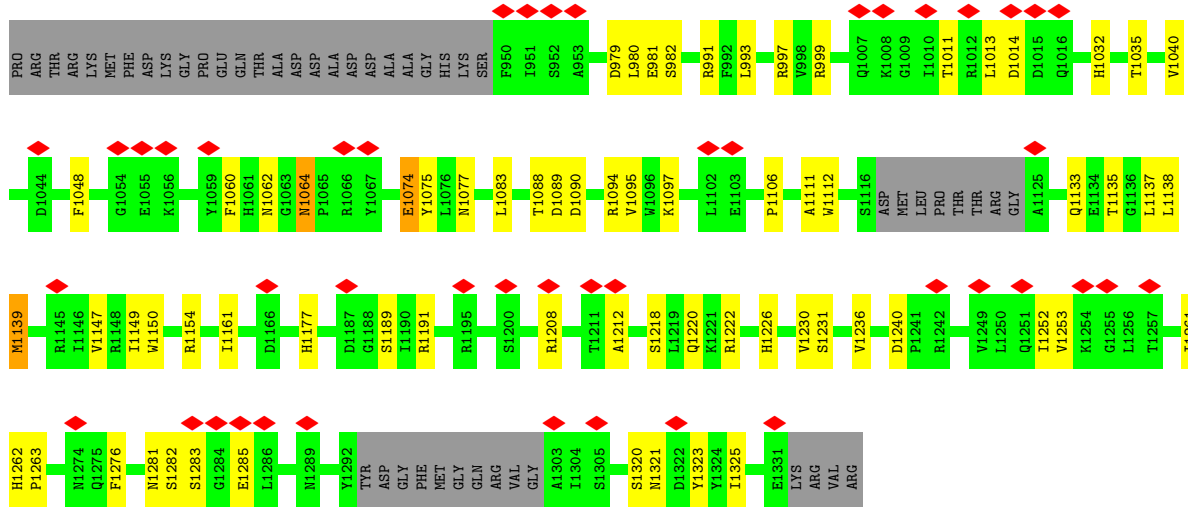 PRO ARG THR ARG LYS MET PHE ASP LYS GLY PRO GLU GLN THR ALA ASP ASP ALA ASP ASP ALA ALA GLY HIS LYS SER F950 I951 S952 A953 D979 L980 E981 S982 R991 F992 L993 R997 V998 R999 Q1007 K1008 G1009 I1010 T1011 R1012 L1013 D1014 D1015 Q1016 H1032 T1035 V1040
D1044 F1048 G1054 E1055 K1056 Y1059 F1060 H1061 N1062 G1063 N1064 P1065 R1066 Y1067 E1074 Y1075 L1076 N1077 L1083 T1088 D1089 D1090 R1094 V1095 W1096 K1097 L1102 E1103 P1106 A1111 W1112 S1116 ASP MET LEU PRO THR THR ARG GLY A1125 Q1133 E1134 T1135 G1136 L1137 L1138
M1139 R1145 I1146 V1147 R1148 I1149 W1150 R1154 I1161 D1166 H1177 D1187 G1188 S1189 I1190 R1191 R1195 S1200 R1208 T1211 A1212 S1218 L1219 Q1220 K1221 R1222 H1226 V1230 S1231 V1236 D1240 P1241 R1242 V1249 L1250 Q1251 I1252 V1253 K1254 G1255 L1256 T1257 I1261
H1262 P1263 N1274 Q1275 F1276 N1281 S1282 S1283 G1284 E1285 L1286 N1289 Y1292 TYR ASP GLY PHE MET GLY GLN ARG VAL GLY A1303 I1304 S1305 S1320 N1321 D1322 Y1323 Y1324 I1325 E1331 LYS ARG VAL ARG